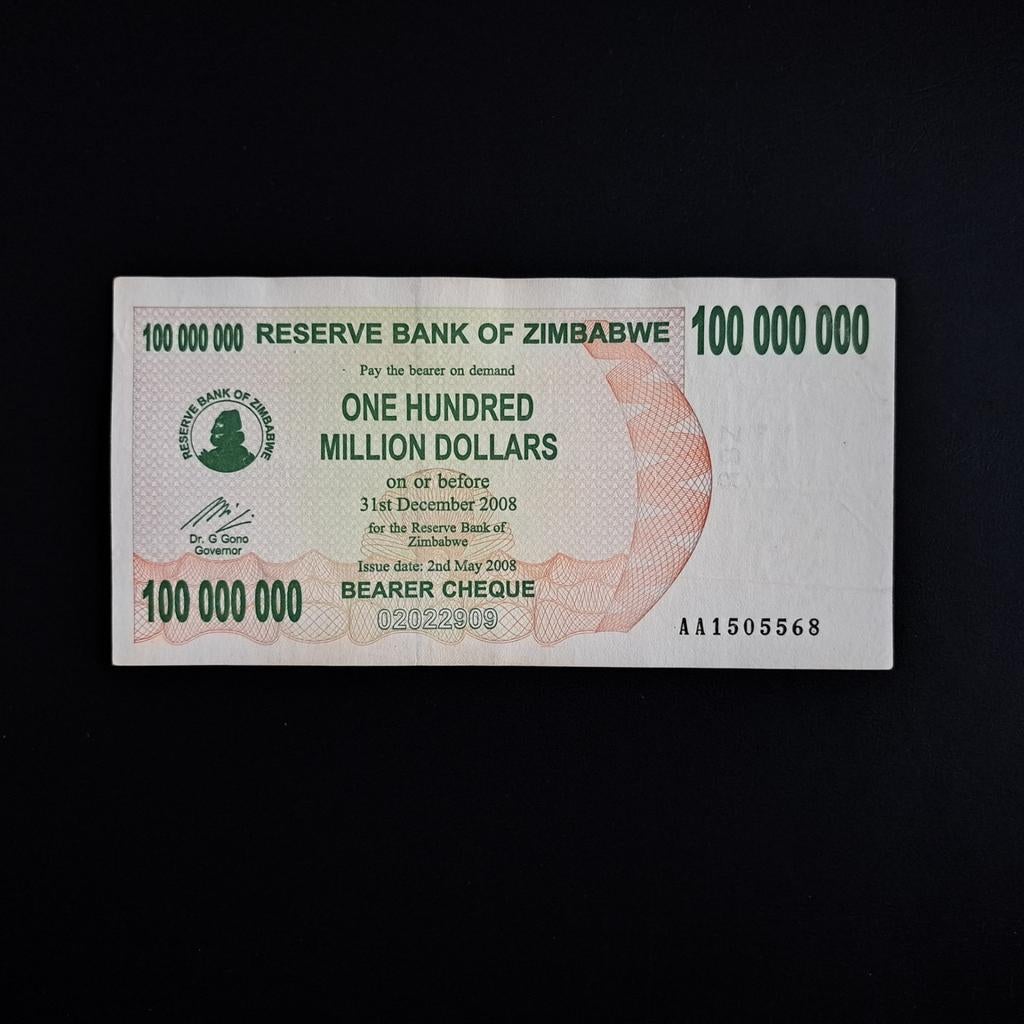 100 000 000 RESERVE BANK OF ZIMBABWE 100 000 000
Pay the bearer on demand
ONE HUNDRED
MILLION DOLLARS
RESERVE BANK OF ZIMBABWE
on or before
31st December 2008
for the Reserve Bank of
Zimbabwe
Dr. G Gono
Governor
Issue date: 2nd May 2008
100 000 000 BEARER CHEQUE
02022909
AA1505568